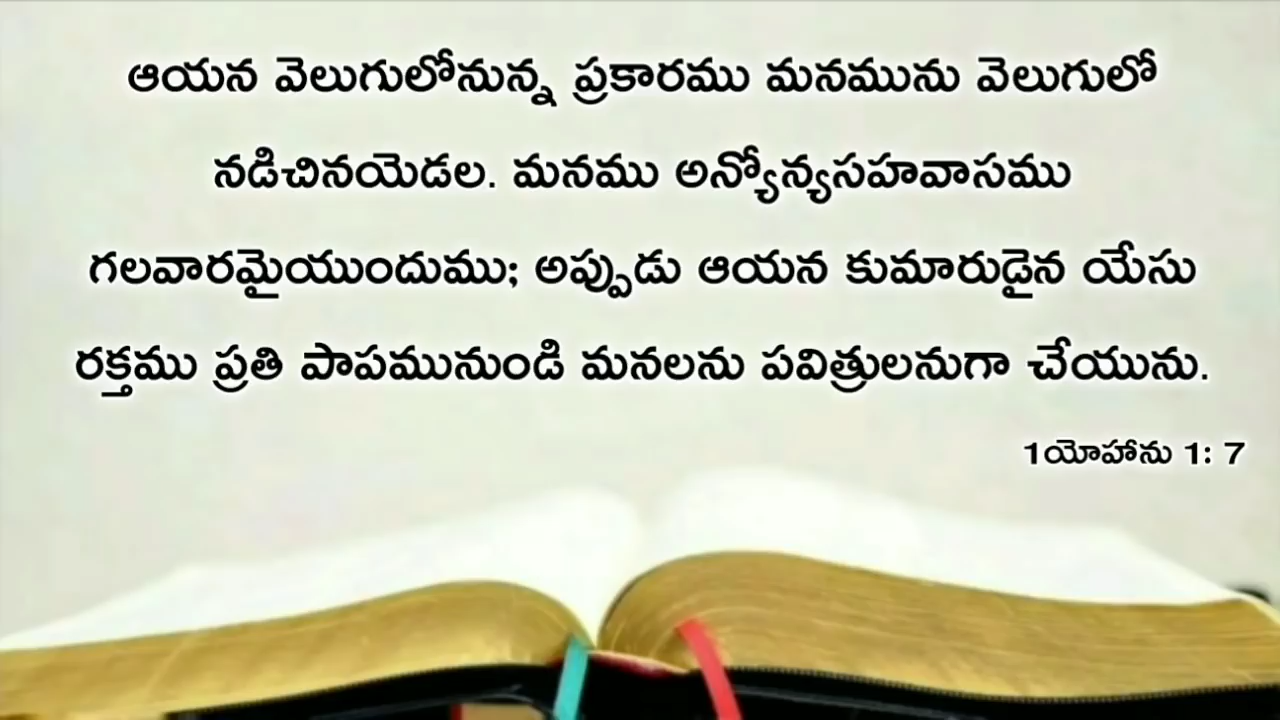 ఆయన వెలుగులోనున్న ప్రకారము మనమును వెలుగులో
నడిచినయెడల. మనము అన్యోన్యసహవాసము
గలవారమైయుందుము; అప్పుడు ఆయన కుమారుడైన యేసు
రక్తము ప్రతి పాపమునుండి మనలను పవిత్రులనుగా చేయును.
1యోహాను 1: 7